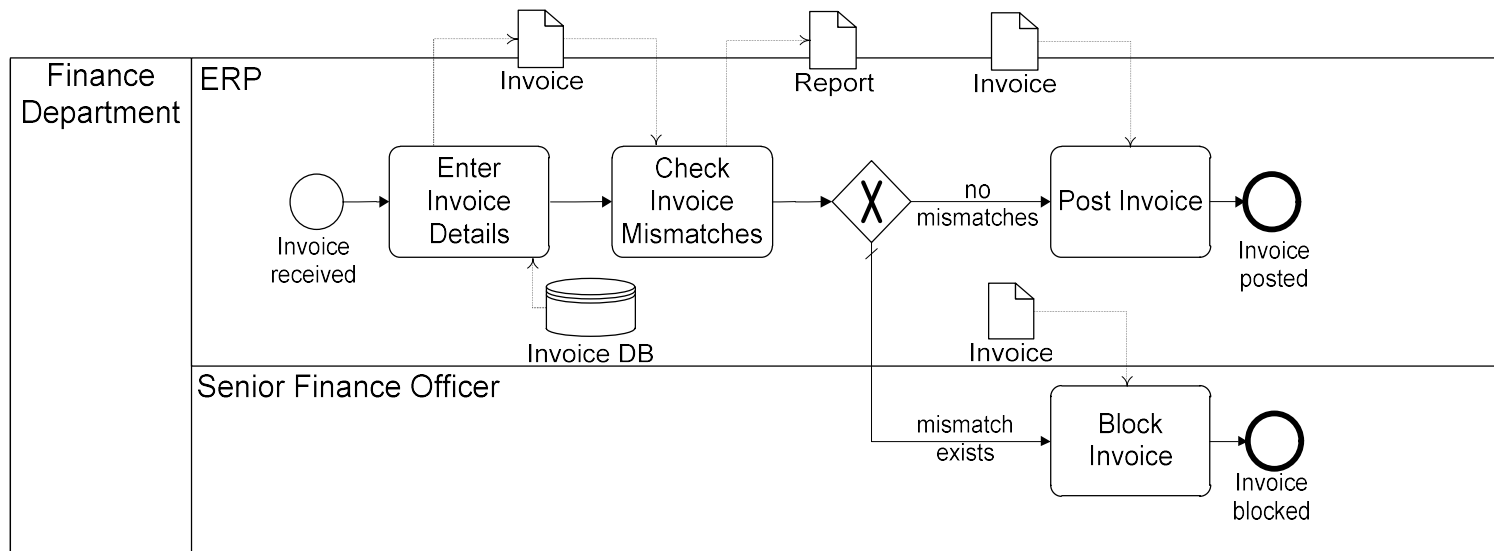 Finance
Department
ERP
Invoice
Report
Invoice
Invoice
received
Enter
Invoice
Details
Check
Invoice
Mismatches
X
no
mismatches
Post Invoice
Invoice
posted
Invoice DB
Invoice
Senior Finance Officer
mismatch
exists
Block
Invoice
Invoice
blocked